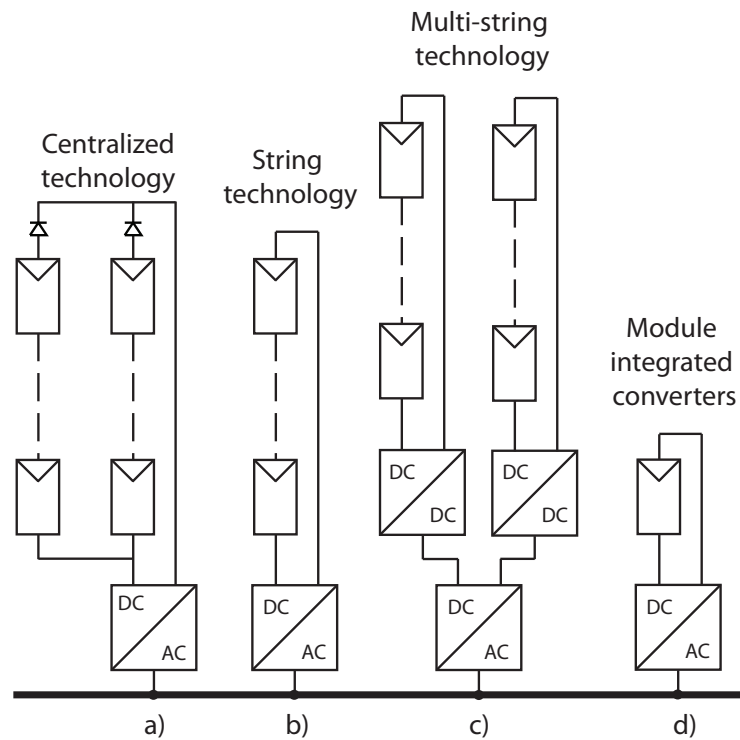 Multi-string
technology
Centralized
technology
String
technology
Module
integrated
converters
DC
DC
DC
DC
DC
AC
DC
AC
DC
AC
DC
AC
a)
b)
c)
d)